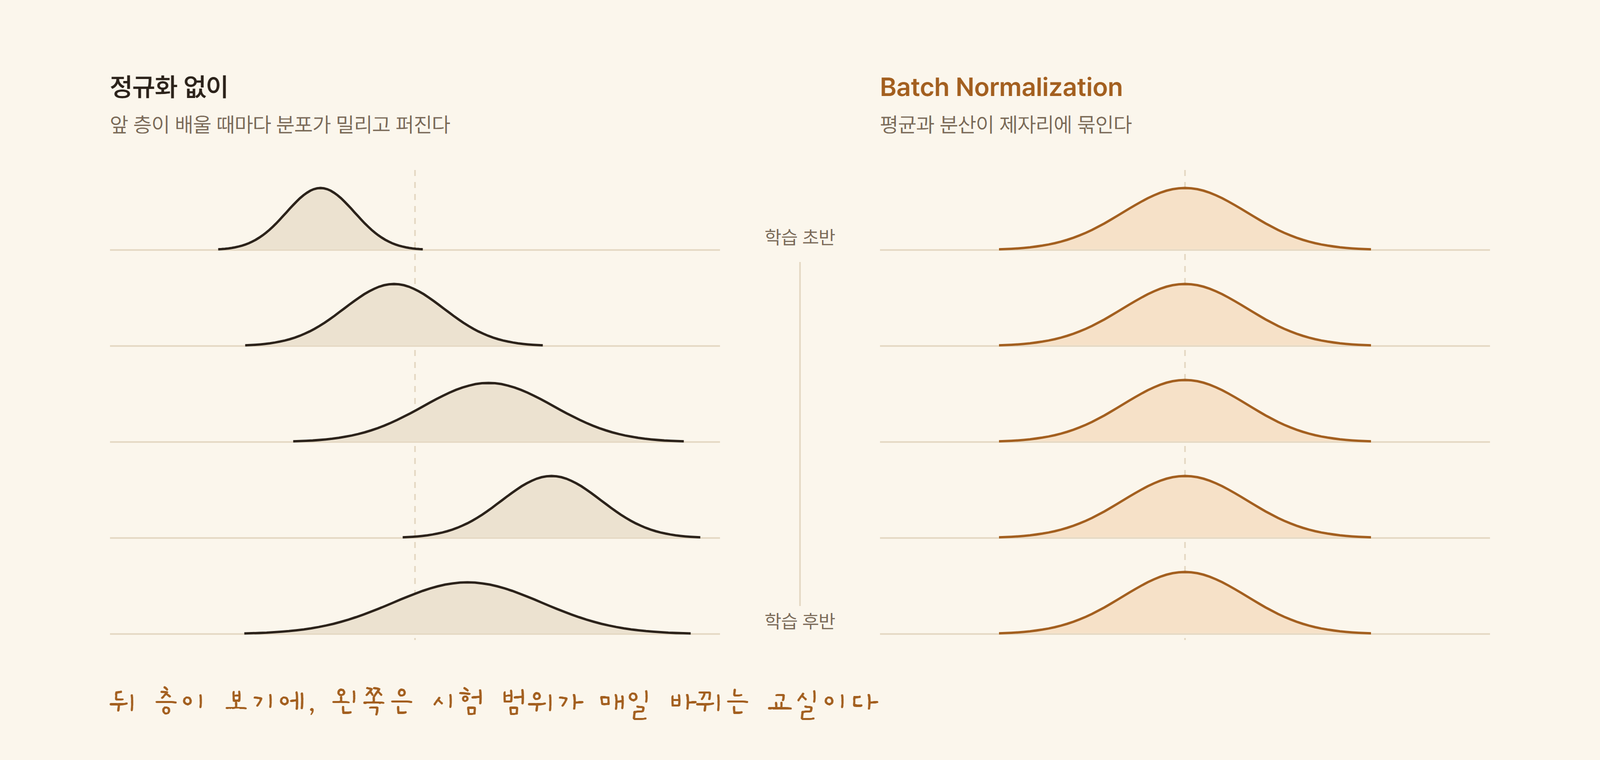 정규화 없이
앞 층이 배울 때마다 분포가 밀리고 퍼진다
Batch Normalization
평균과 분산이 제자리에 묶인다
학습 초반
학습 후반
뒤 층이 보기에, 왼쪽은 시험 범위가 매일 바뀌는 교실이다